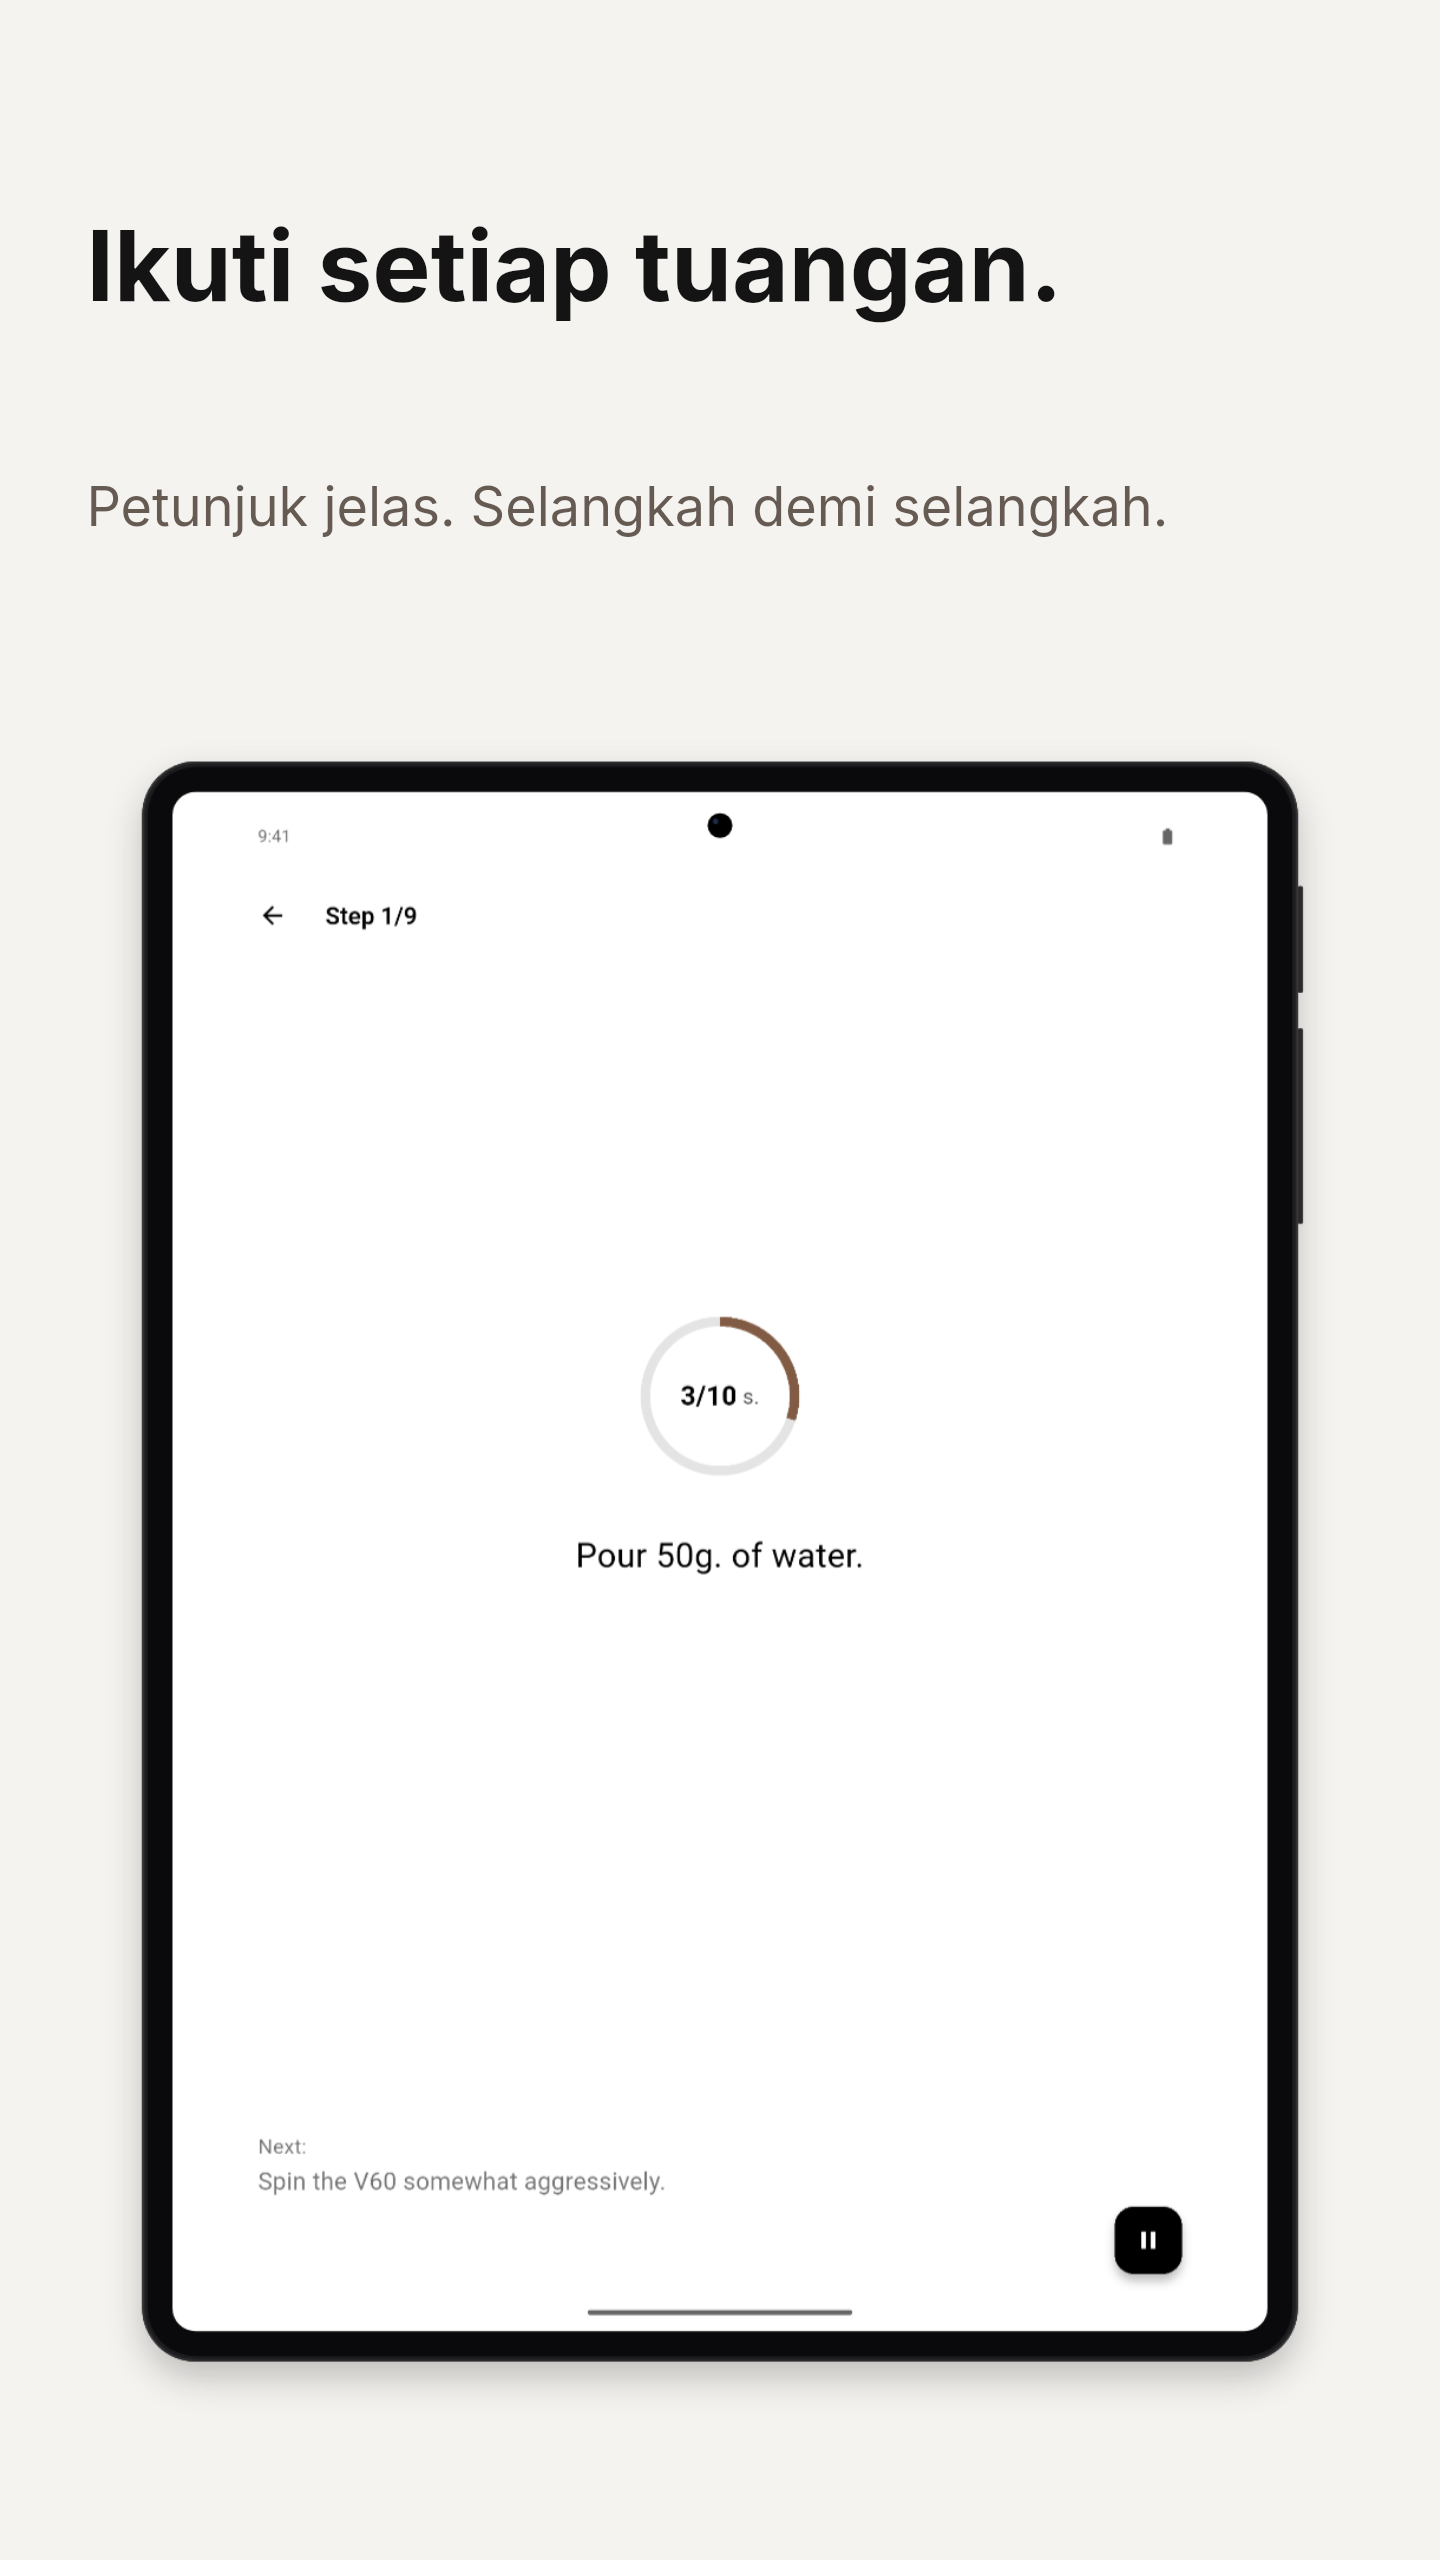 Ikuti setiap tuangan.
Petunjuk jelas. Selangkah demi selangkah.
9:41
Step 1/9
3/10 s.
Pour 50g. of water.
Next:
Spin the V60 somewhat aggressively.